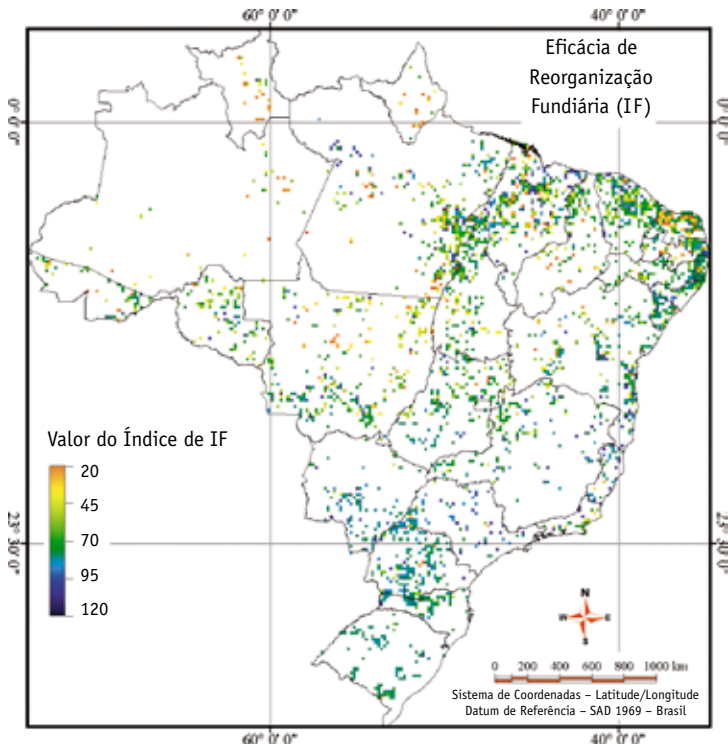 60° 0' 0"
40° 0' 0"
Eficácia de
Reorganização
Fundiária (IF)
0° 0' 0"
0° 0' 0"
Valor do Índice de IF
20
45
70
95
120
23° 30' 0"
23° 30' 0"
N
W
E
S
0
200
400
600
800
1000 km
Sistema de Coordenadas – Latitude/Longitude
Datum de Referência – SAD 1969 – Brasil
60° 0' 0"
40° 0' 0"